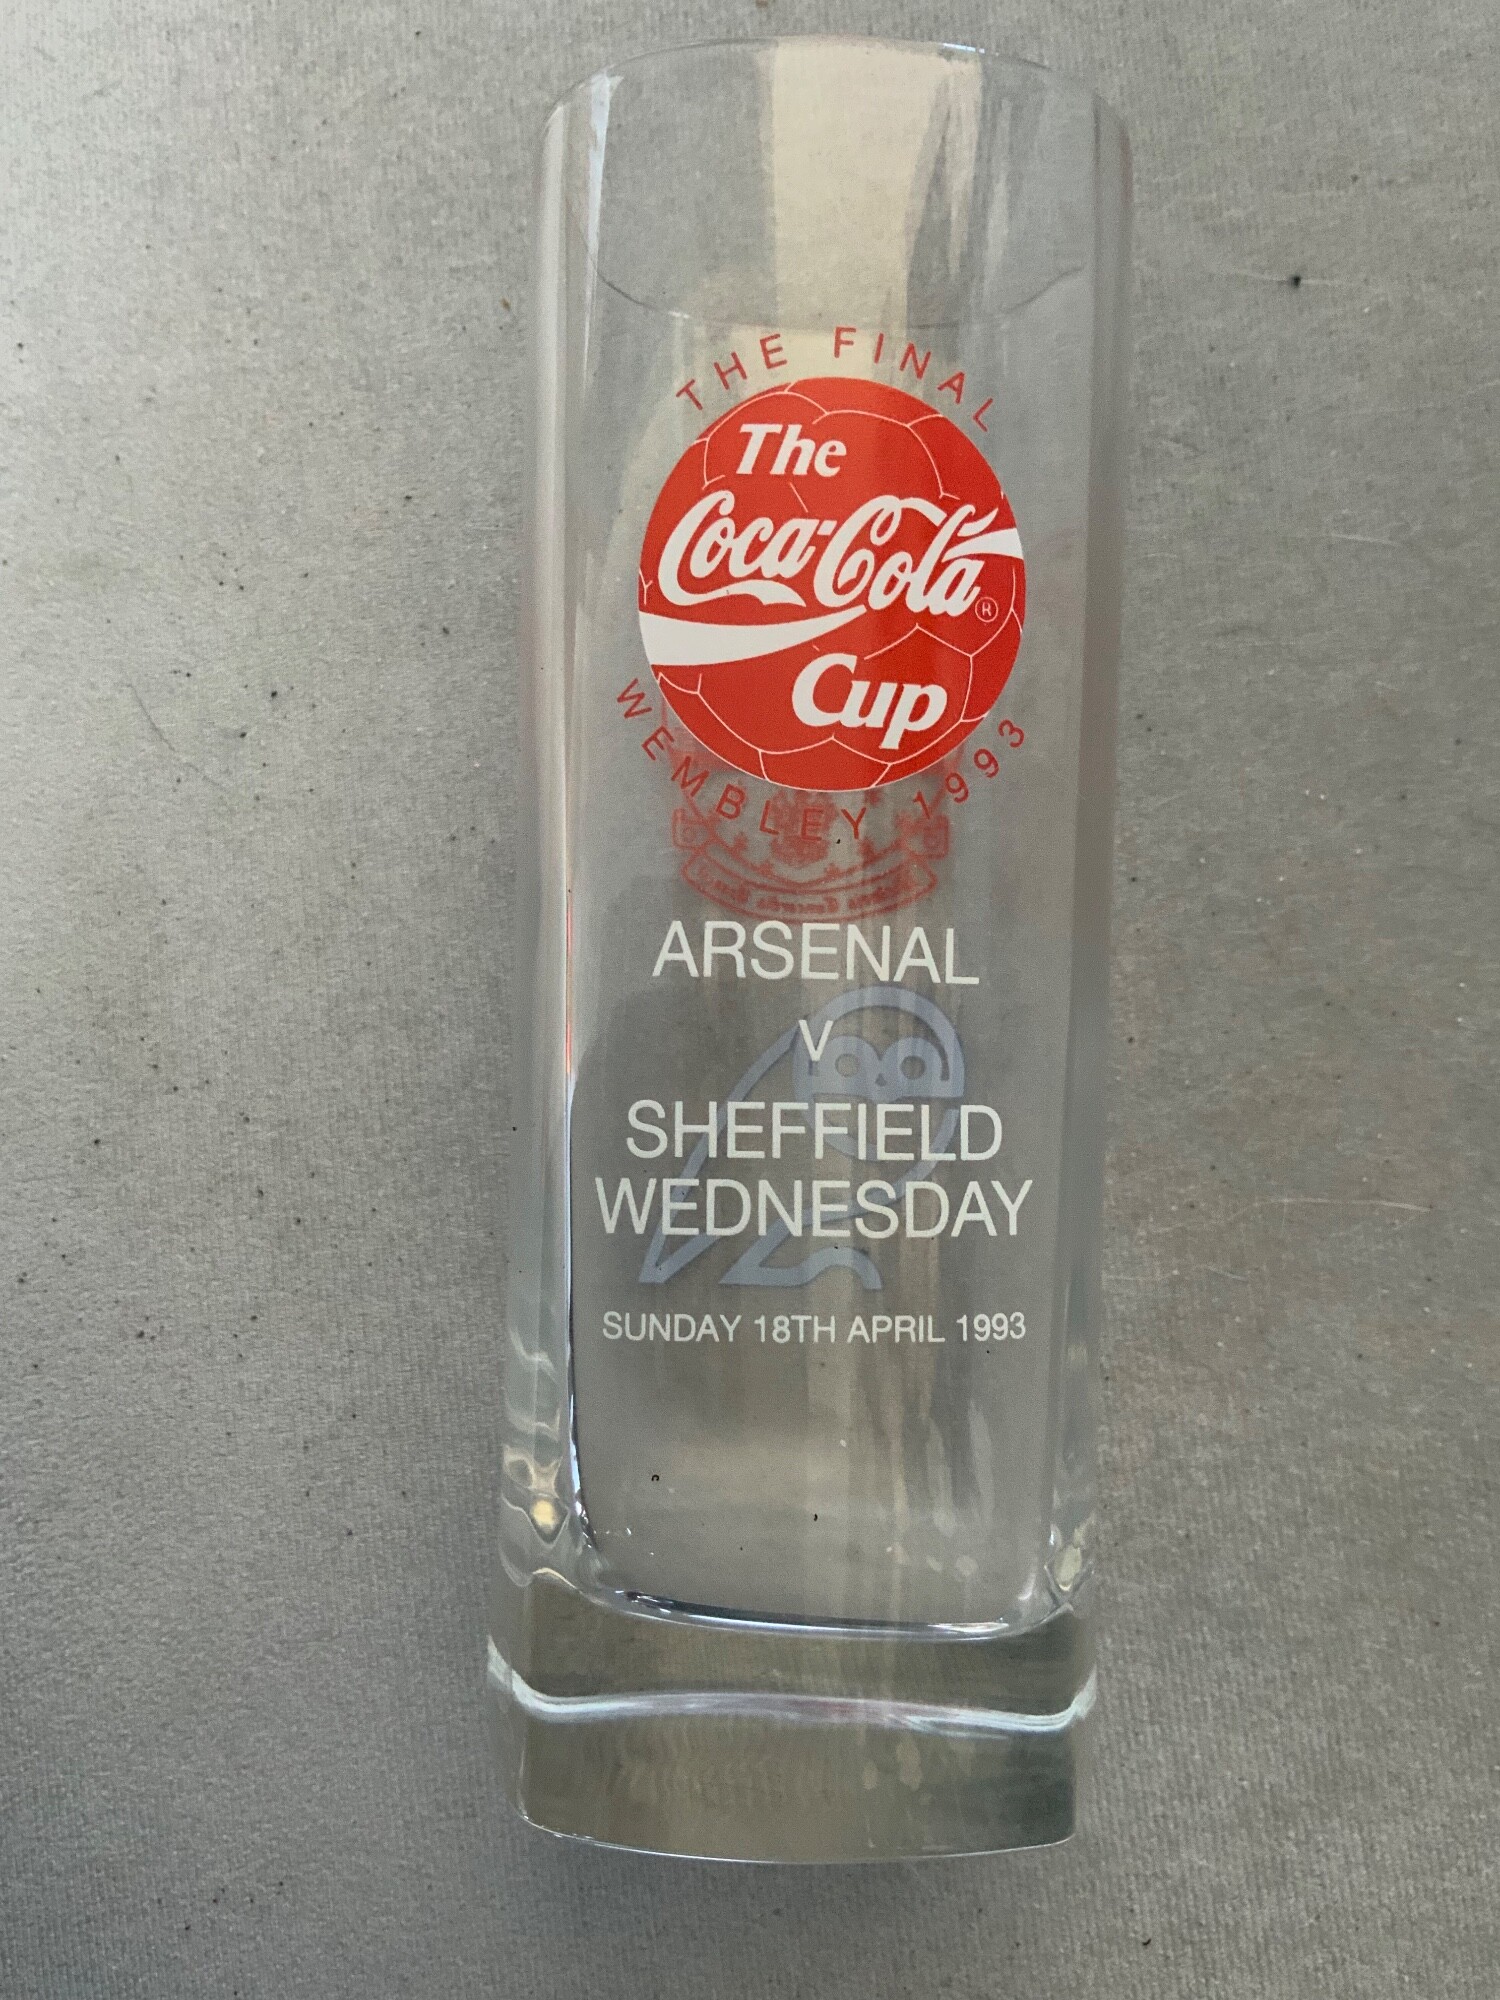 THE FINAL
The
Coca-Cola ®
Cup
WEMBLEY 1993
ARSENAL
V
SHEFFIELD
WEDNESDAY
SUNDAY 18TH APRIL 1993